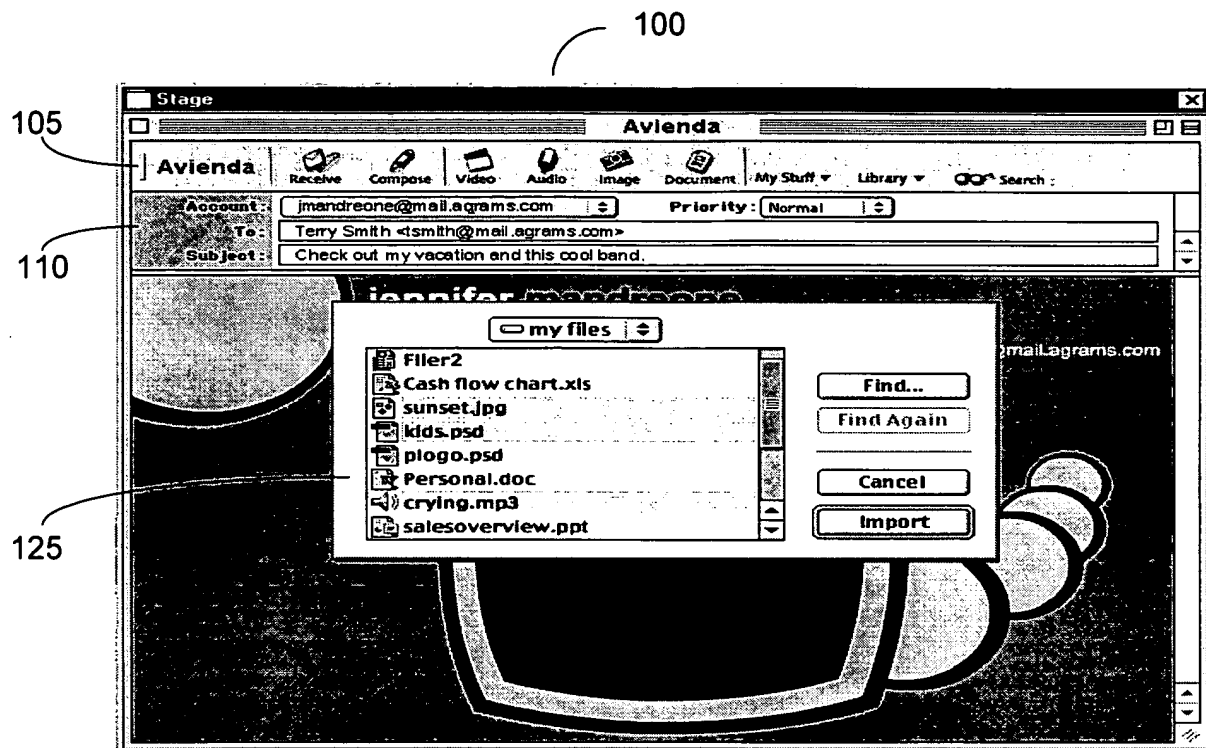 100
Stage
105
Avienda
Avienda
Receive
Compose
Video
Audio
Image
Document
My Stuff
Library
Search
110
Account:
jmandreone@mail.agrams.com
Priority:
Normal
To:
Terry Smith <tsmith@mail.agrams.com>
Subject:
Check out my vacation and this cool band.
jennifer mandreone
my files
@mail.agrams.com
Filer2
Cash flow chart.xls
sunset.jpg
kids.psd
plogo.psd
Personal.doc
crying.mp3
salesoverview.ppt
Find...
Find Again
Cancel
Import
125